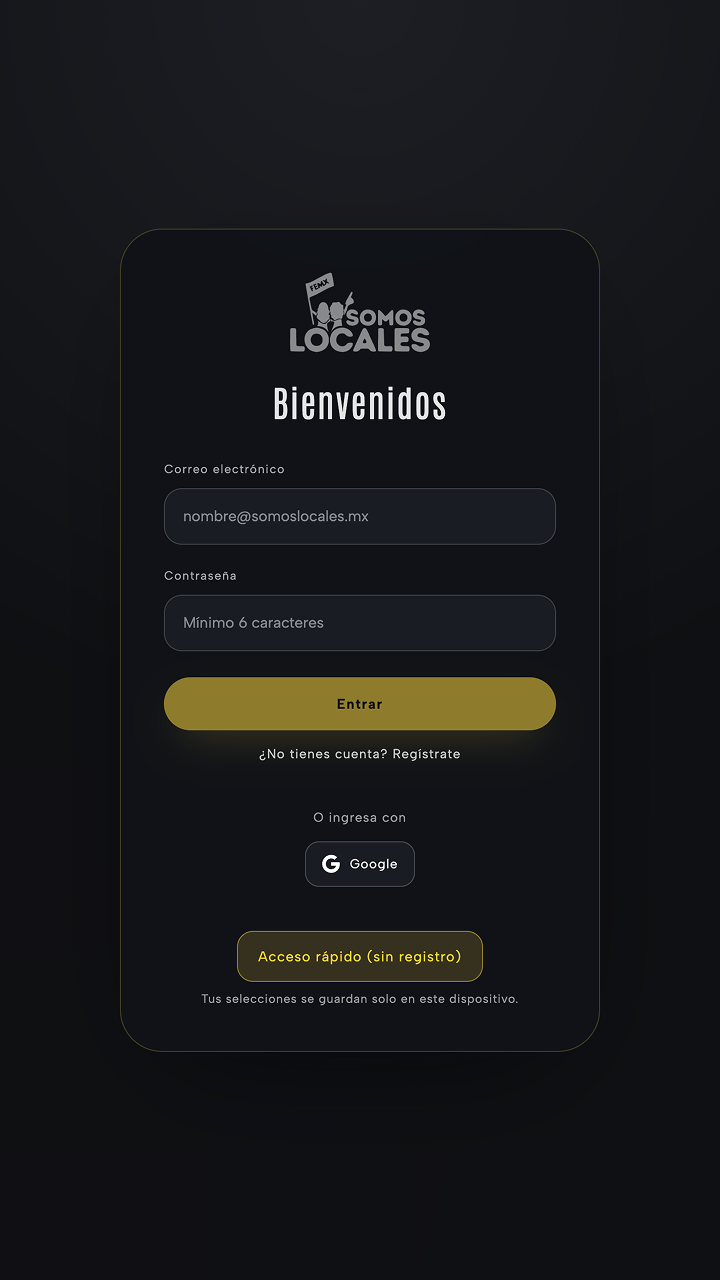 FEMX
SOMOS
LOCALES
Bienvenidos
Correo electrónico
nombre@somoslocales.mx
Contraseña
Mínimo 6 caracteres
Entrar
¿No tienes cuenta? Regístrate
O ingresa con
G Google
Acceso rápido (sin registro)
Tus selecciones se guardan solo en este dispositivo.